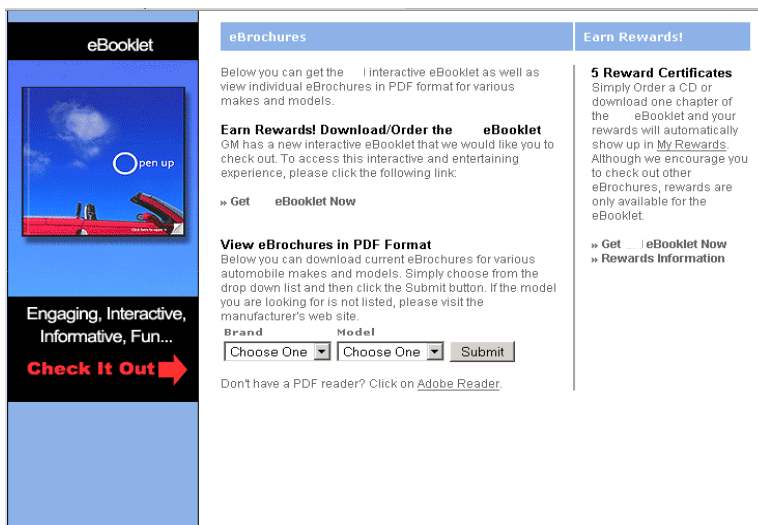 eBooklet
Open up
Click here to open
Engaging, Interactive,
Informative, Fun...
Check It Out
eBrochures
Below you can get the interactive eBooklet as well as
view individual eBrochures in PDF format for various
makes and models.
Earn Rewards! Download/Order the eBooklet
GM has a new interactive eBooklet that we would like you to
check out. To access this interactive and entertaining
experience, please click the following link:
» Get eBooklet Now
View eBrochures in PDF Format
Below you can download current eBrochures for various
automobile makes and models. Simply choose from the
drop down list and then click the Submit button. If the model
you are looking for is not listed, please visit the
manufacturer's web site.
Brand Model
Choose One Choose One Submit
Don't have a PDF reader? Click on Adobe Reader.
Earn Rewards!
5 Reward Certificates
Simply Order a CD or
download one chapter of
the eBooklet and your
rewards will automatically
show up in My Rewards.
Although we encourage you
to check out other
eBrochures, rewards are
only available for the
eBooklet.
» Get eBooklet Now
» Rewards Information